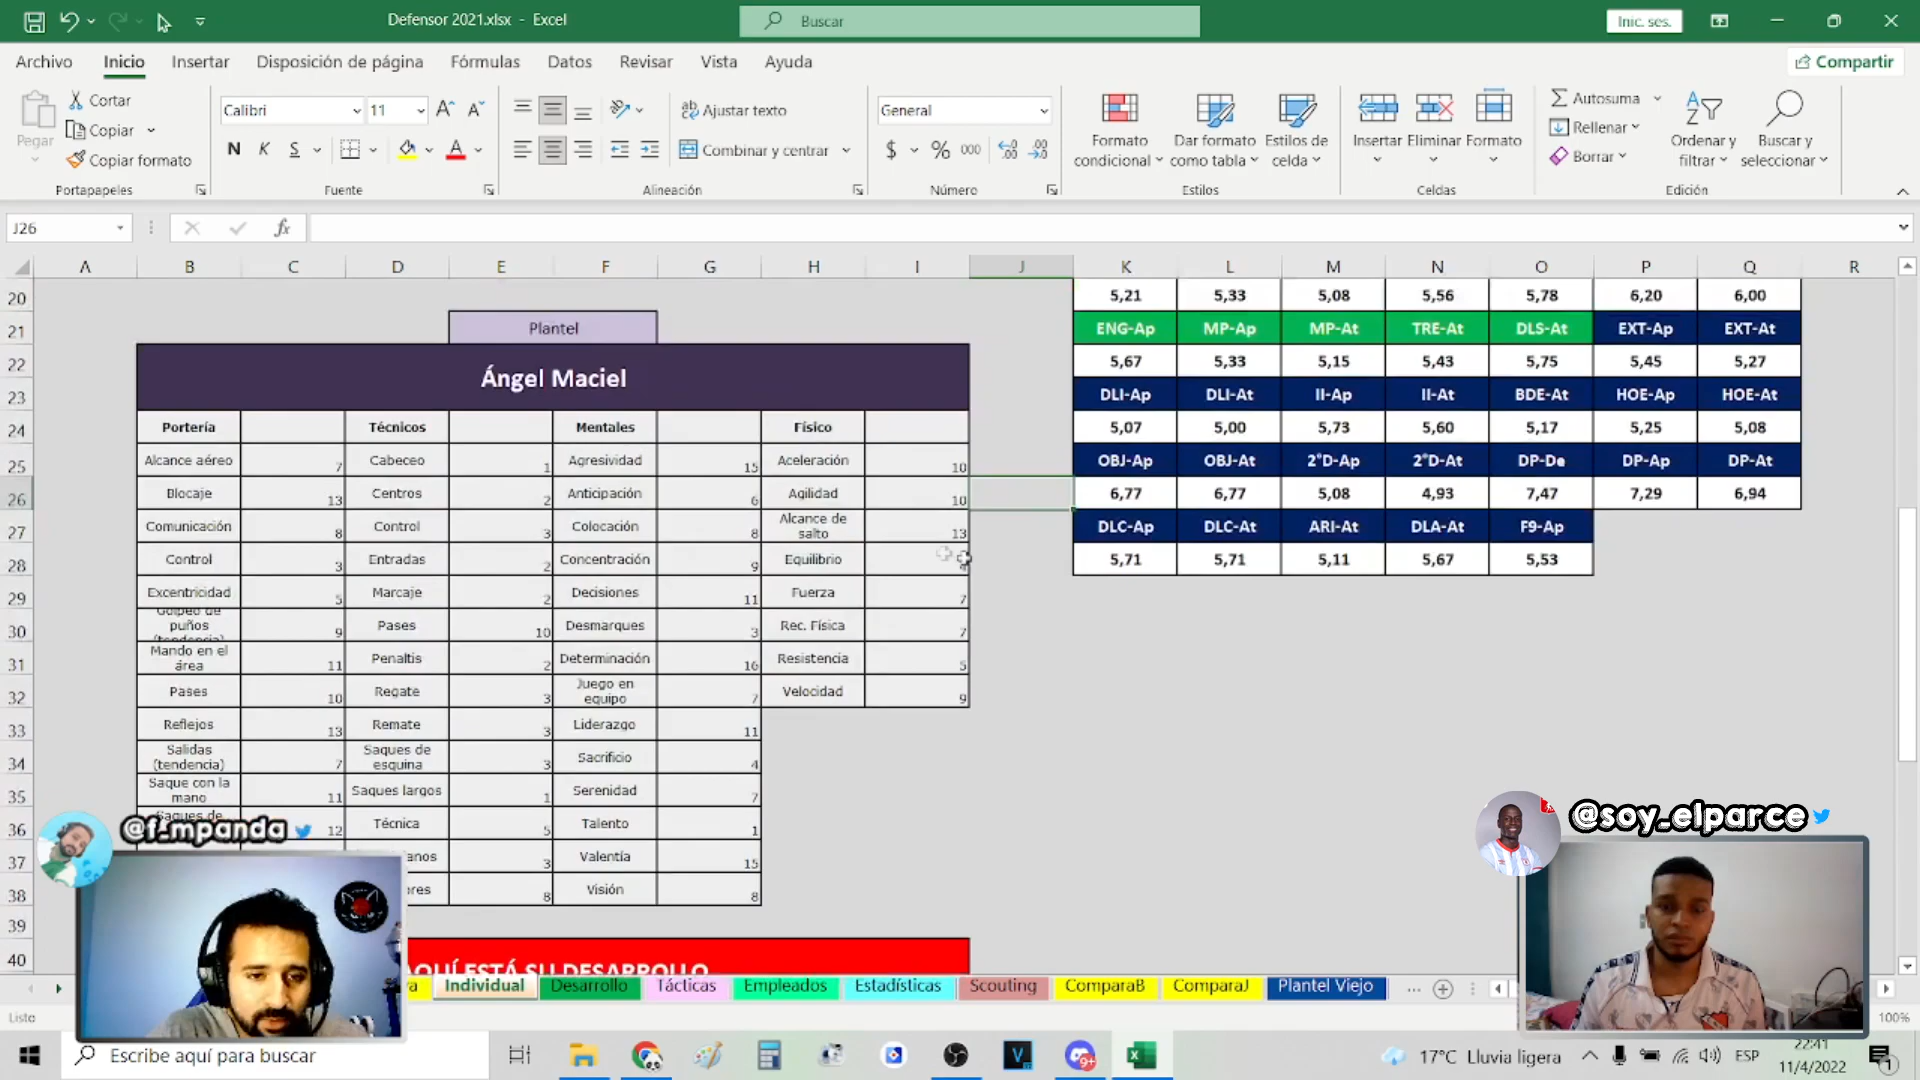 Defensor 2021.xlsx - Excel
Buscar
Inic. ses.
Archivo Inicio Insertar Disposición de página Fórmulas Datos Revisar Vista Ayuda
Compartir
Pegar
Cortar
Copiar
Copiar formato
Portapapeles
Calibri 11
N K S
Fuente
Ajustar texto
Combinar y centrar
Alineación
General
$ % 000
Número
Formato condicional
Dar formato como tabla
Estilos de celda
Estilos
Insertar Eliminar Formato
Celdas
Autosuma
Rellenar
Borrar
Ordenar y filtrar
Buscar y seleccionar
Edición
J26
fx
A B C D E F G H I J K L M N O P Q R
20 5,21 5,33 5,08 5,56 5,78 6,20 6,00
21 Plantel ENG-Ap MP-Ap MP-At TRE-At DLS-At EXT-Ap EXT-At
22 5,67 5,33 5,15 5,43 5,75 5,45 5,27
Ángel Maciel
23 DLI-Ap DLI-At II-Ap II-At BDE-At HOE-Ap HOE-At
24 Portería Técnicos Mentales Físico 5,07 5,00 5,73 5,60 5,17 5,25 5,08
25 Alcance aéreo 7 Cabeceo 1 Agresividad 15 Aceleración 10 OBJ-Ap OBJ-At 2°D-Ap 2°D-At DP-De DP-Ap DP-At
26 Blocaje 13 Centros 2 Anticipación 6 Agilidad 10 6,77 6,77 5,08 4,93 7,47 7,29 6,94
27 Comunicación 8 Control 3 Colocación 8 Alcance de salto 13 DLC-Ap DLC-At ARI-At DLA-At F9-Ap
28 Control 3 Entradas 2 Concentración 9 Equilibrio 5,71 5,71 5,11 5,67 5,53
29 Excentricidad 5 Marcaje 2 Decisiones 11 Fuerza 7
30 Golpeo de puños (tendencia) 9 Pases 10 Desmarques 3 Rec. Física 7
31 Mando en el área 11 Penaltis 2 Determinación 16 Resistencia 5
32 Pases 10 Regate 3 Juego en equipo 7 Velocidad 9
33 Reflejos 13 Remate 3 Liderazgo 11
34 Salidas (tendencia) 7 Saques de esquina 3 Sacrificio 4
35 Saque con la mano 11 Saques largos 1 Serenidad 7
36 Saques de 12 Técnica 5 Talento 1
37 anos 3 Valentía 15
38 ores 8 Visión 8
39
40 AQUÍ ESTÁ SU DESARROLLO
@f_mpanda
@soy_elparce
va Individual Desarrollo Tácticas Empleados Estadísticas Scouting ComparaB ComparaJ Plantel Viejo ...
Listo
100%
Escribe aquí para buscar
9+
17°C Lluvia ligera
ESP
22:41
11/4/2022
1